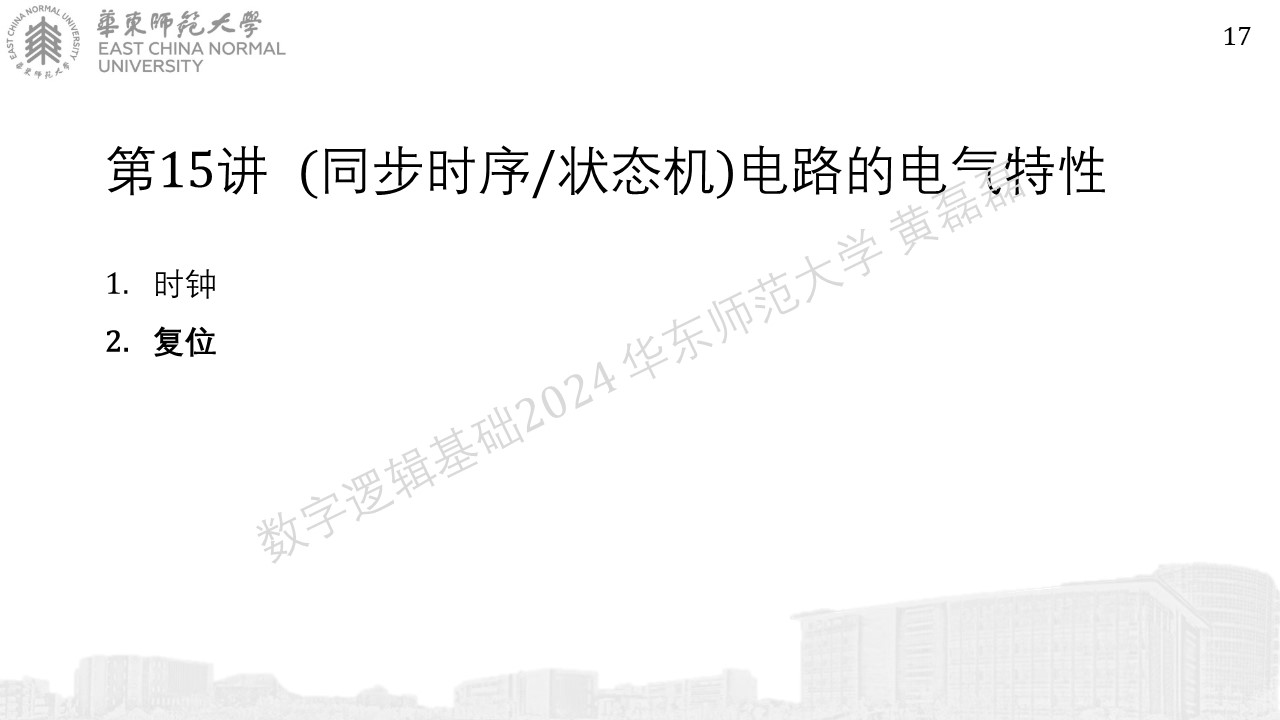 華東師范大學
EAST CHINA NORMAL
UNIVERSITY
EAST CHINA NORMAL UNIVERSITY
華東師范大學
17
第15讲 (同步时序/状态机)电路的电气特性
1. 时钟
2. 复位
数字逻辑基础2024 华东师范大学 黄磊磊